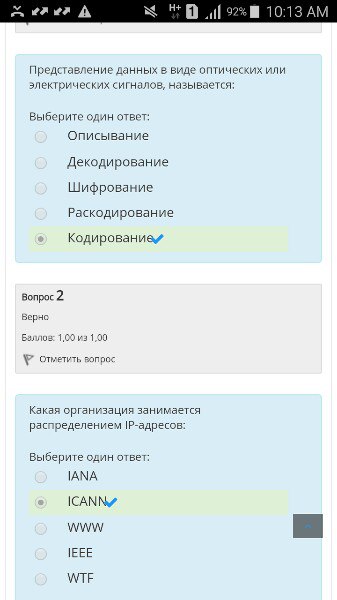 H+ 1 92% 10:13 AM
Представление данных в виде оптических или
электрических сигналов, называется:
Выберите один ответ:
Описывание
Декодирование
Шифрование
Раскодирование
Кодирование
Вопрос 2
Верно
Баллов: 1,00 из 1,00
Отметить вопрос
Какая организация занимается
распределением IP-адресов:
Выберите один ответ:
IANA
ICANN
WWW
IEEE
WTF